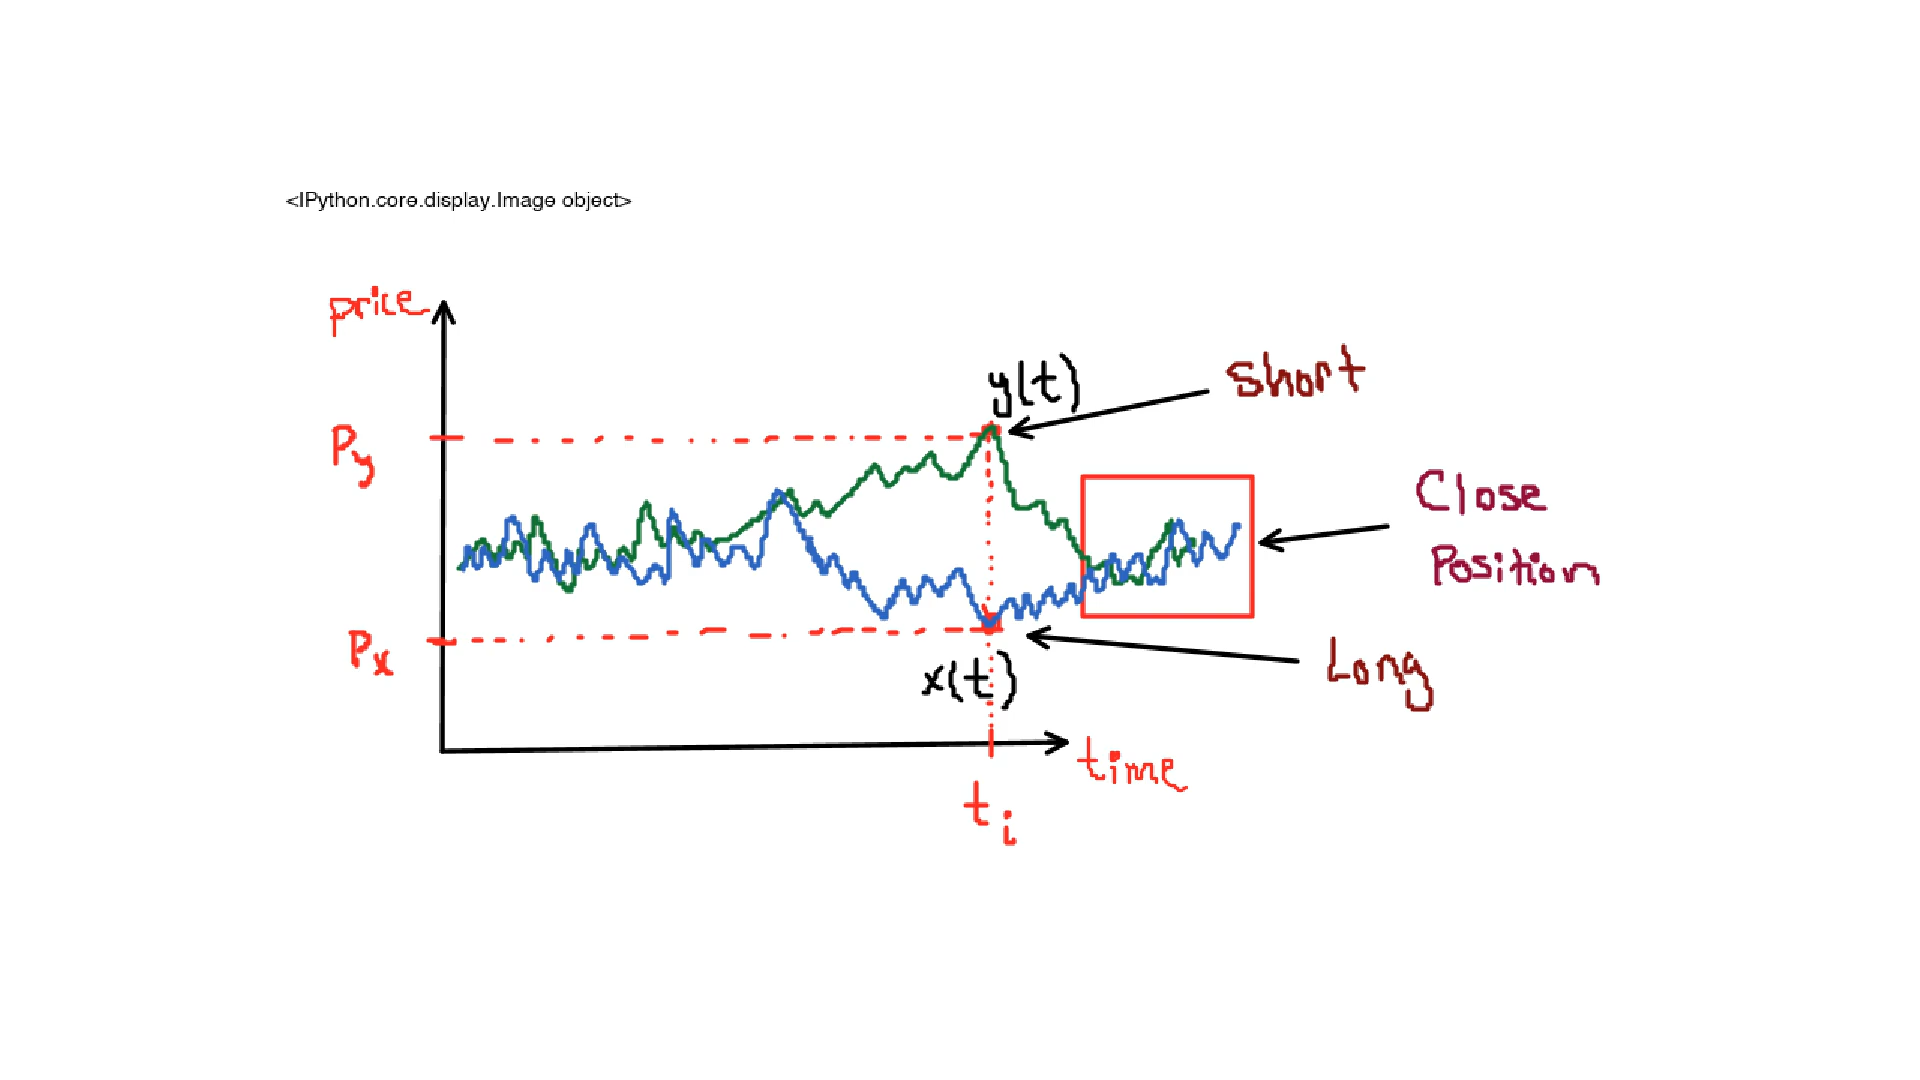 <IPython.core.display.Image object>
price
y(t)
Short
Py
Close
Position
Px
x(t)
Long
time
ti